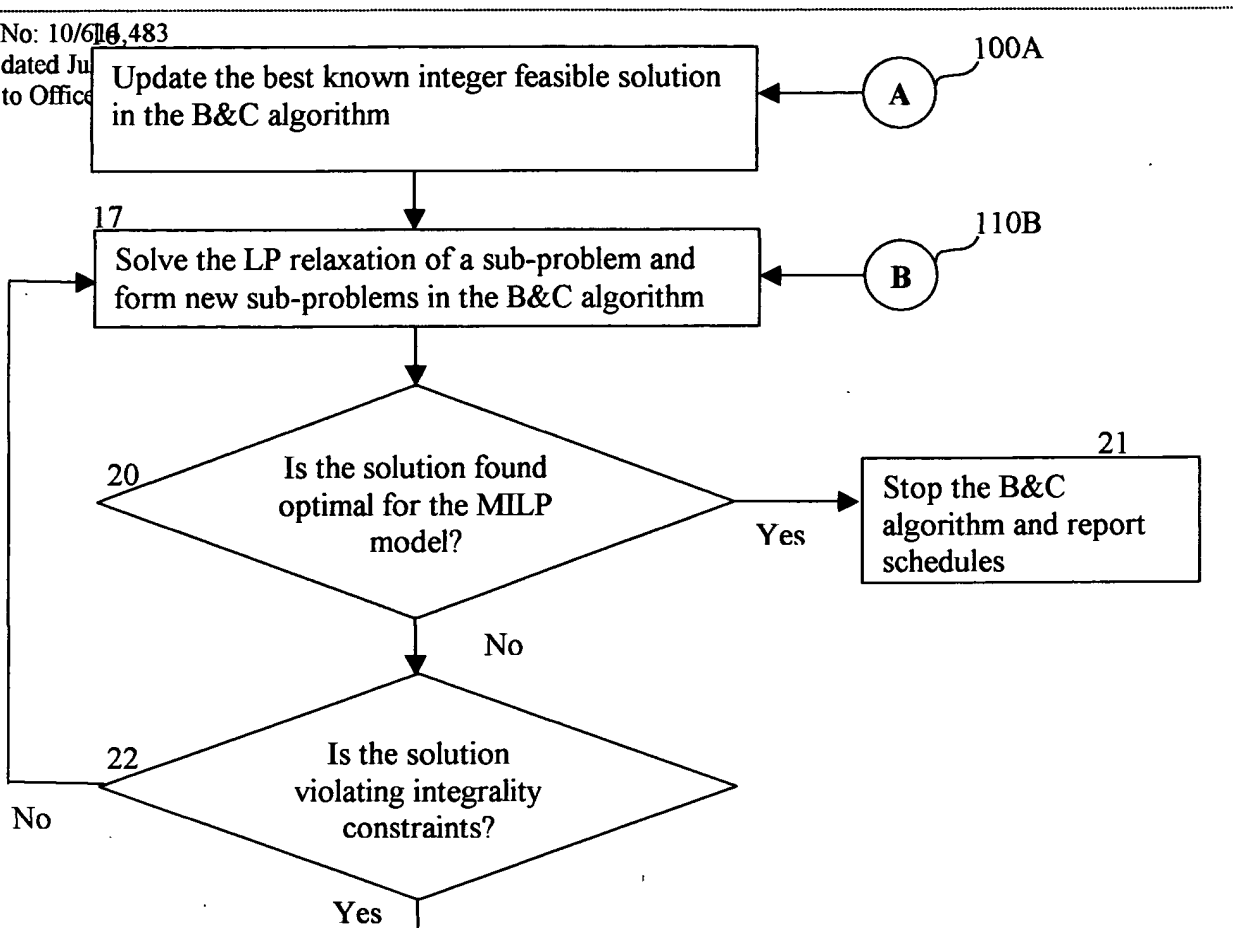 No: 10/614,483
16
dated Ju
to Office
Update the best known integer feasible solution
in the B&C algorithm
A
100A
17
Solve the LP relaxation of a sub-problem and
form new sub-problems in the B&C algorithm
B
110B
20
Is the solution found
optimal for the MILP
model?
Yes
21
Stop the B&C
algorithm and report
schedules
No
22
Is the solution
violating integrality
constraints?
No
Yes